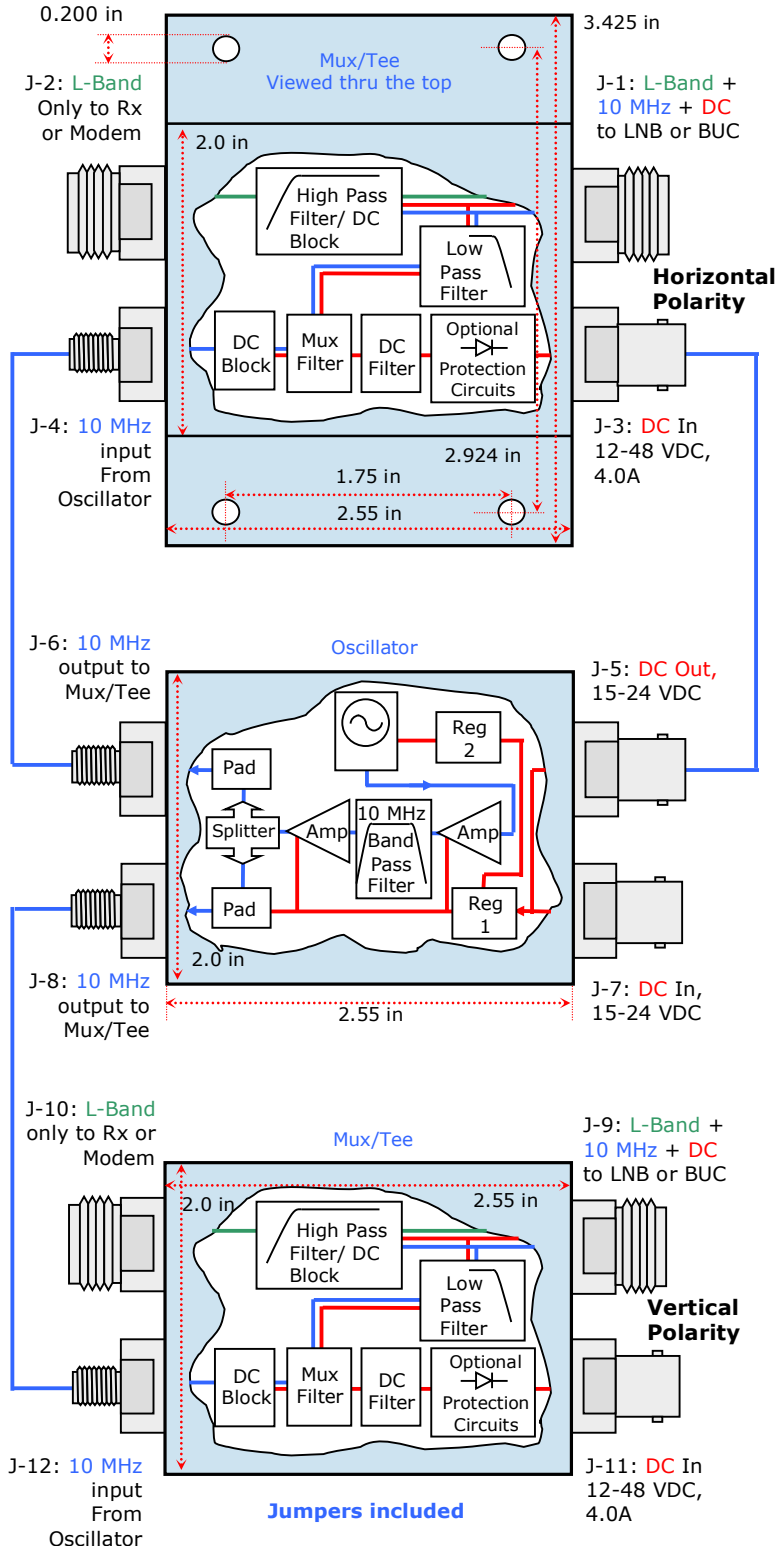 0.200 in
3.425 in
Mux/Tee
Viewed thru the top
J-2: L-Band
Only to Rx
or Modem
J-1: L-Band +
10 MHz + DC
to LNB or BUC
2.0 in
High Pass
Filter/ DC
Block
Low
Pass
Filter
Horizontal
Polarity
DC
Block
Mux
Filter
DC
Filter
Optional
Protection
Circuits
J-4: 10 MHz
input
From
Oscillator
J-3: DC In
12-48 VDC,
4.0A
2.924 in
1.75 in
2.55 in
J-6: 10 MHz
output to
Mux/Tee
Oscillator
J-5: DC Out,
15-24 VDC
Reg
2
Pad
Splitter
Amp
10 MHz
Band
Pass
Filter
Amp
Pad
Reg
1
2.0 in
J-8: 10 MHz
output to
Mux/Tee
2.55 in
J-7: DC In,
15-24 VDC
J-10: L-Band
only to Rx or
Modem
Mux/Tee
J-9: L-Band +
10 MHz + DC
to LNB or BUC
2.0 in
2.55 in
High Pass
Filter/ DC
Block
Low
Pass
Filter
Vertical
Polarity
DC
Block
Mux
Filter
DC
Filter
Optional
Protection
Circuits
J-12: 10 MHz
input
From
Oscillator
J-11: DC In
12-48 VDC,
4.0A
Jumpers included